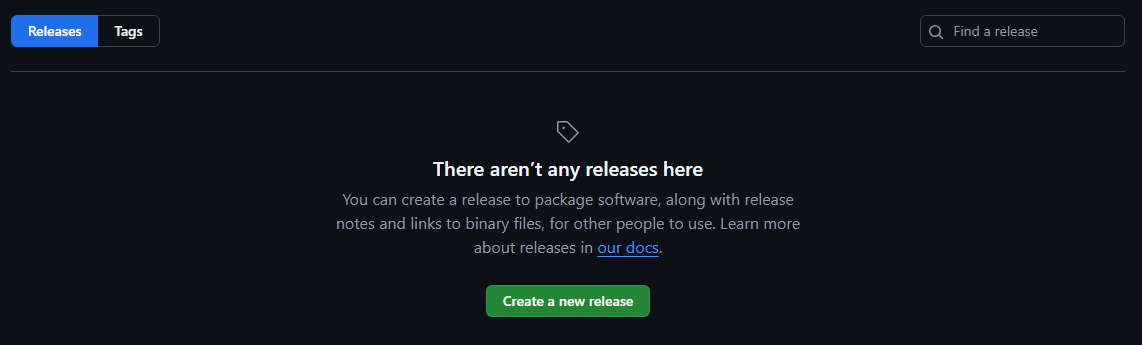 Releases
Tags
Find a release
There aren’t any releases here
You can create a release to package software, along with release
notes and links to binary files, for other people to use. Learn more
about releases in our docs.
Create a new release